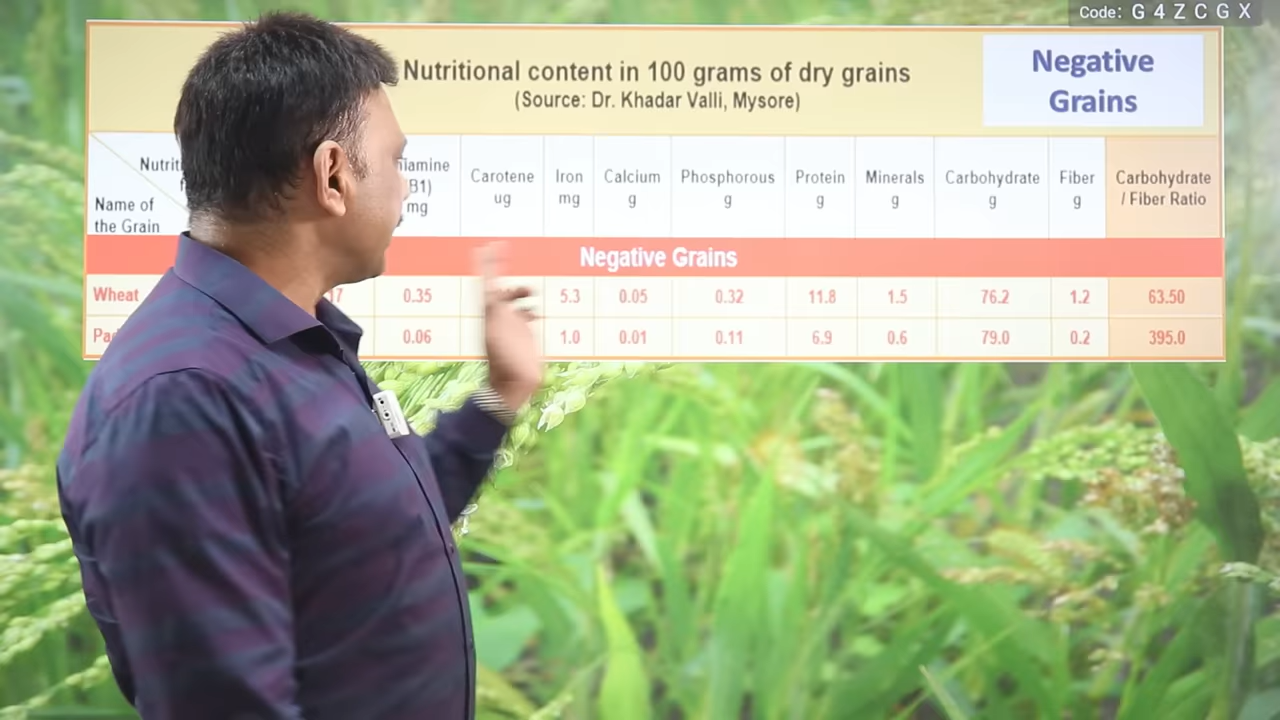 Code: G 4 Z C G X
Nutritional content in 100 grams of dry grains
(Source: Dr. Khadar Valli, Mysore)
Negative
Grains
Name of
the Grain
(B1)
mg
Carotene
ug
Iron
mg
Calcium
g
Phosphorous
g
Protein
g
Minerals
g
Carbohydrate
g
Fiber
g
Carbohydrate
/ Fiber Ratio
Negative Grains
Wheat 0.35 5.3 0.05 0.32 11.8 1.5 76.2 1.2 63.50
0.06 1.0 0.01 0.11 6.9 0.6 79.0 0.2 395.0